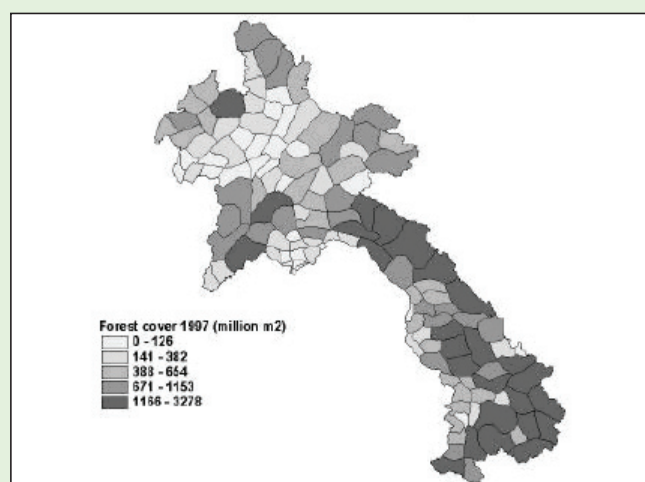 Forest cover 1997 (million m2)
0 - 126
141 - 382
388 - 654
671 - 1153
1166 - 3278